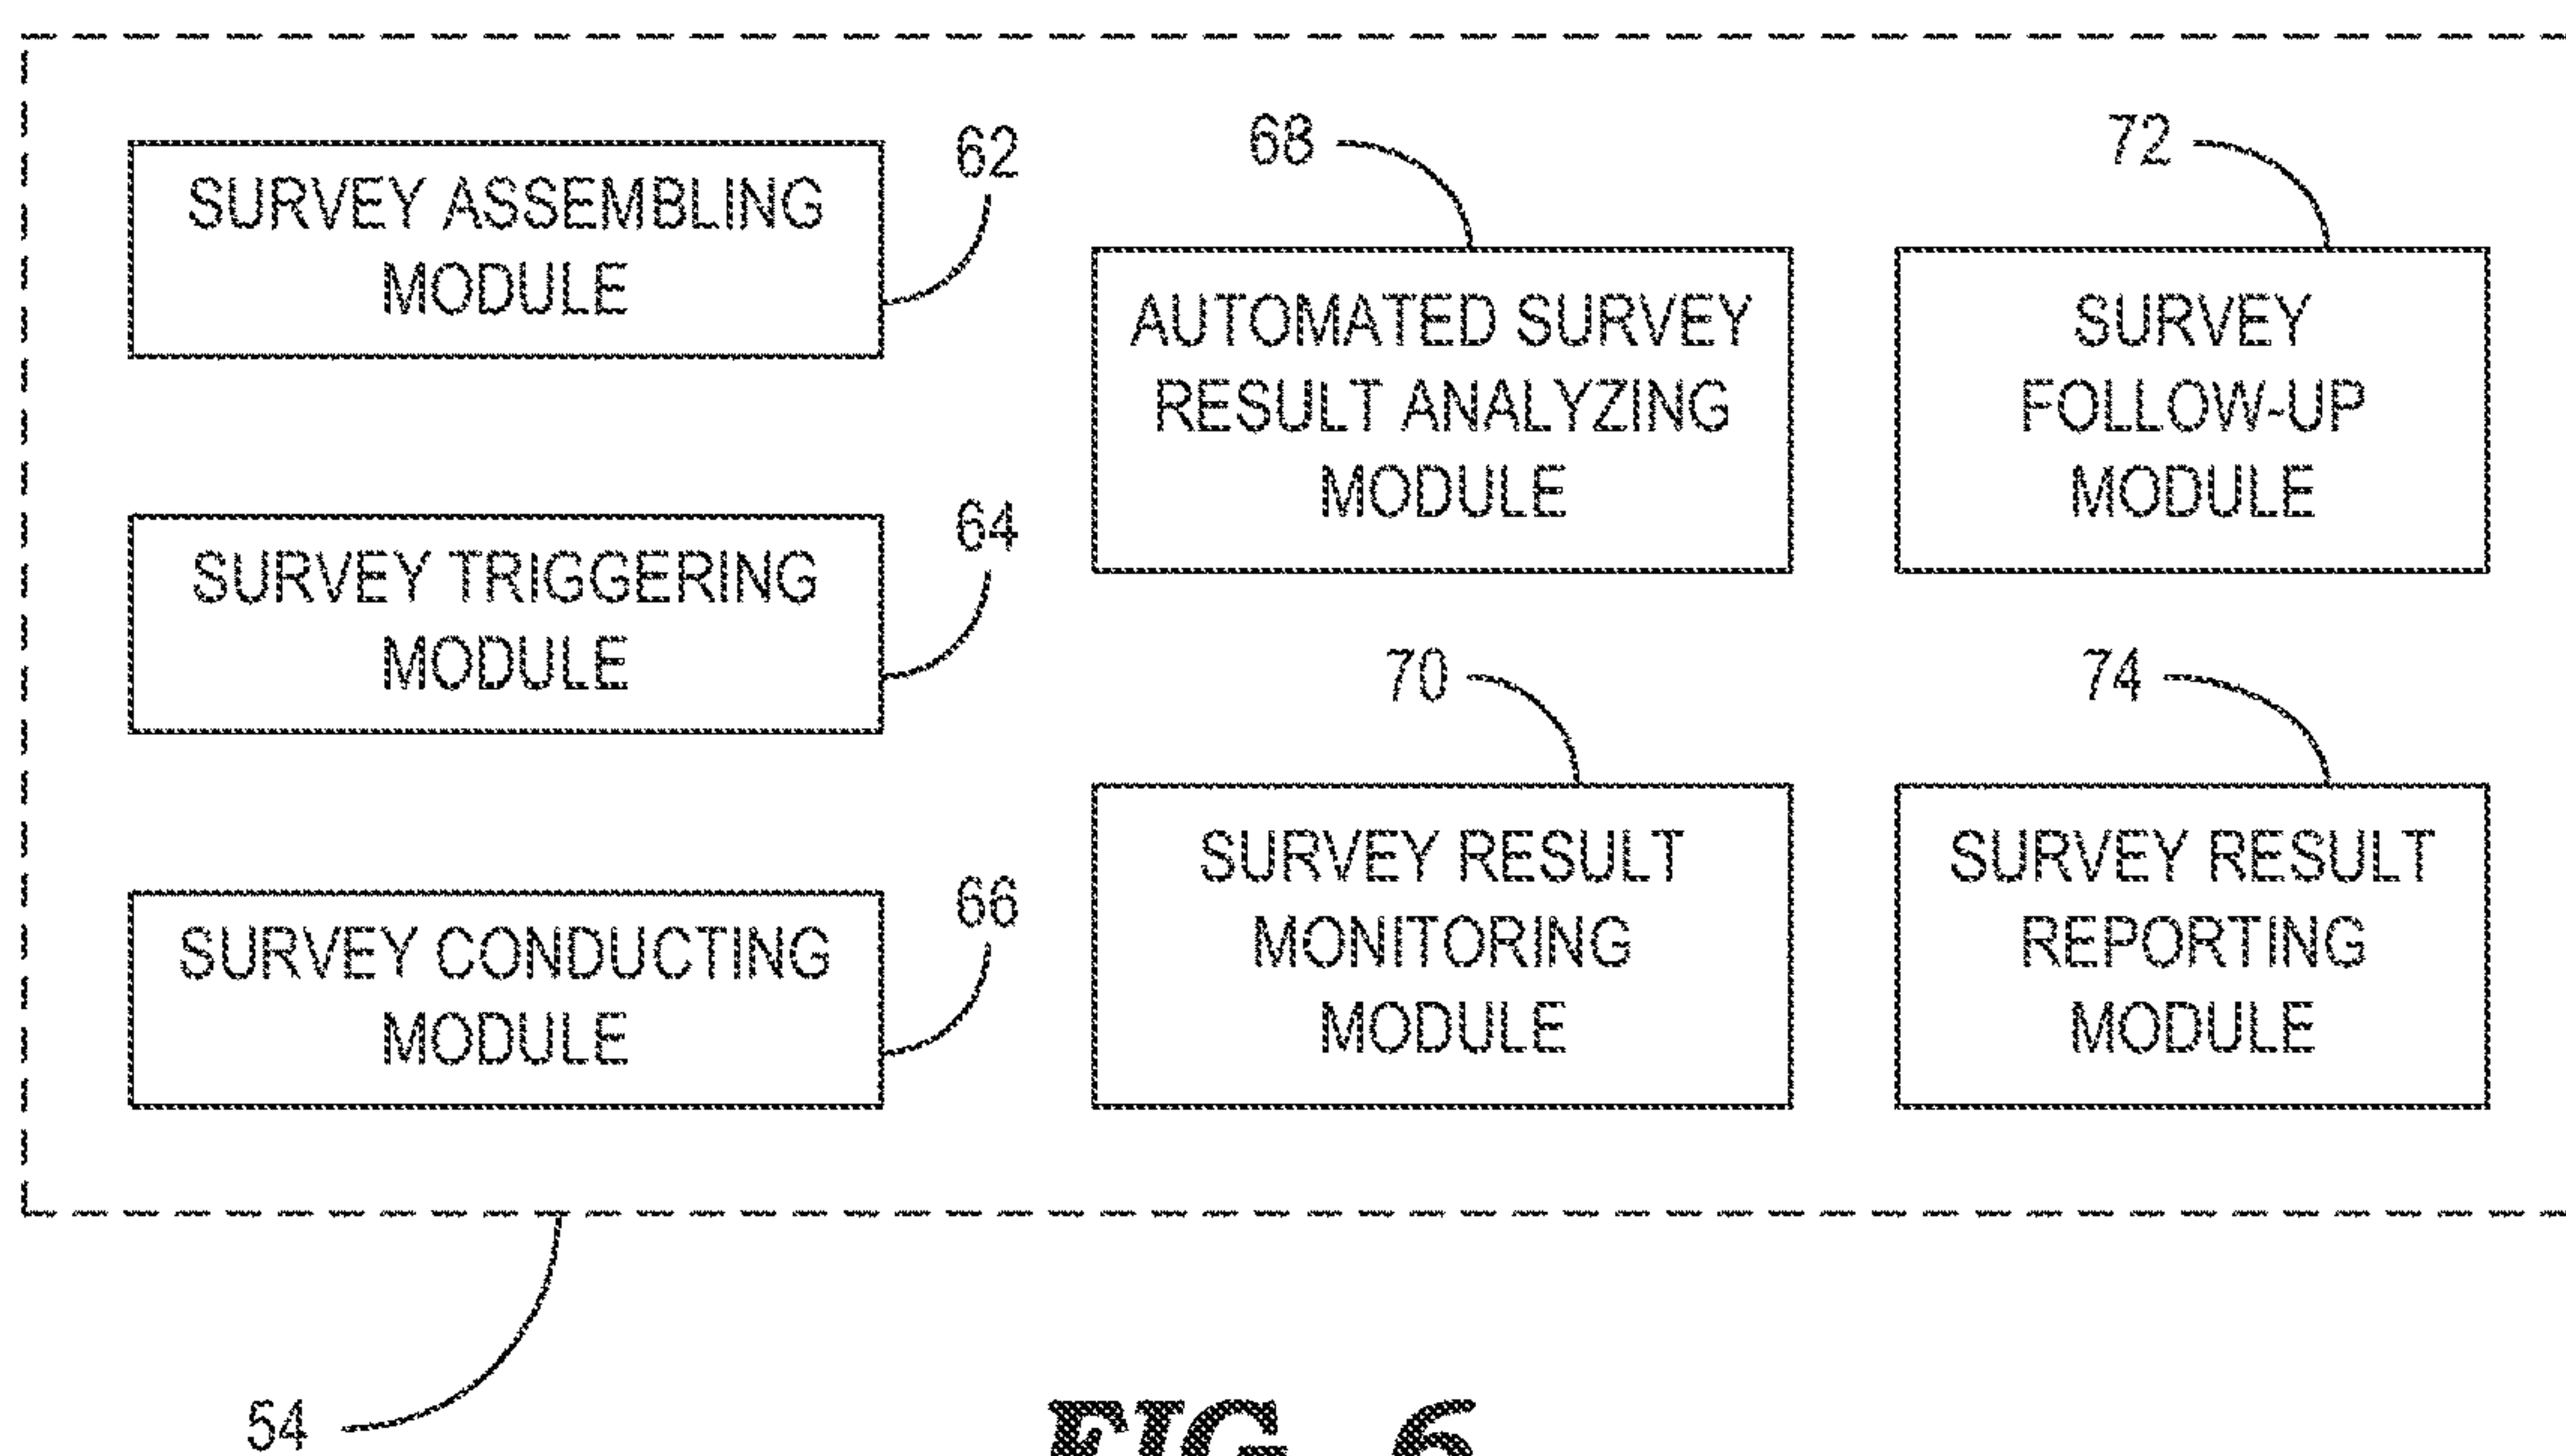 SURVEY ASSEMBLING
MODULE
62
SURVEY TRIGGERING
MODULE
64
SURVEY CONDUCTING
MODULE
66
68
AUTOMATED SURVEY
RESULT ANALYZING
MODULE
70
SURVEY RESULT
MONITORING
MODULE
72
SURVEY
FOLLOW-UP
MODULE
74
SURVEY RESULT
REPORTING
MODULE
54
FIG. 6